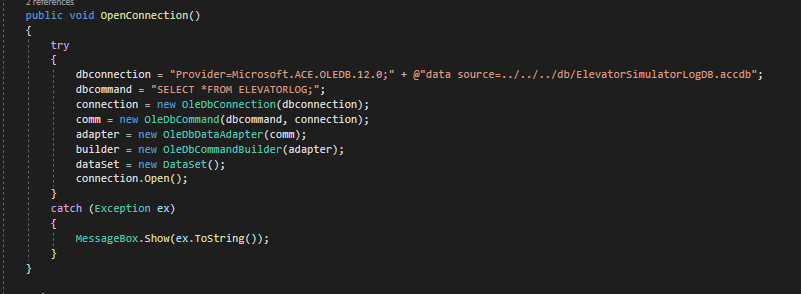 2 references
public void OpenConnection()
{
try
{
dbconnection = "Provider=Microsoft.ACE.OLEDB.12.0;" + @"data source=../../../db/ElevatorSimulatorLogDB.accdb";
dbcommand = "SELECT *FROM ELEVATORLOG;";
connection = new OleDbConnection(dbconnection);
comm = new OleDbCommand(dbcommand, connection);
adapter = new OleDbDataAdapter(comm);
builder = new OleDbCommandBuilder(adapter);
dataSet = new DataSet();
connection.Open();
}
catch (Exception ex)
{
MessageBox.Show(ex.ToString());
}
}